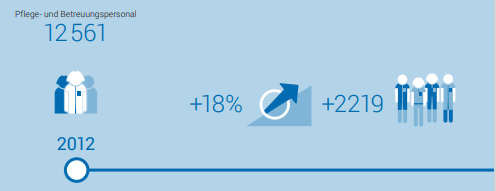 Pflege- und Betreuungspersonal
12 561
+18% +2219
2012